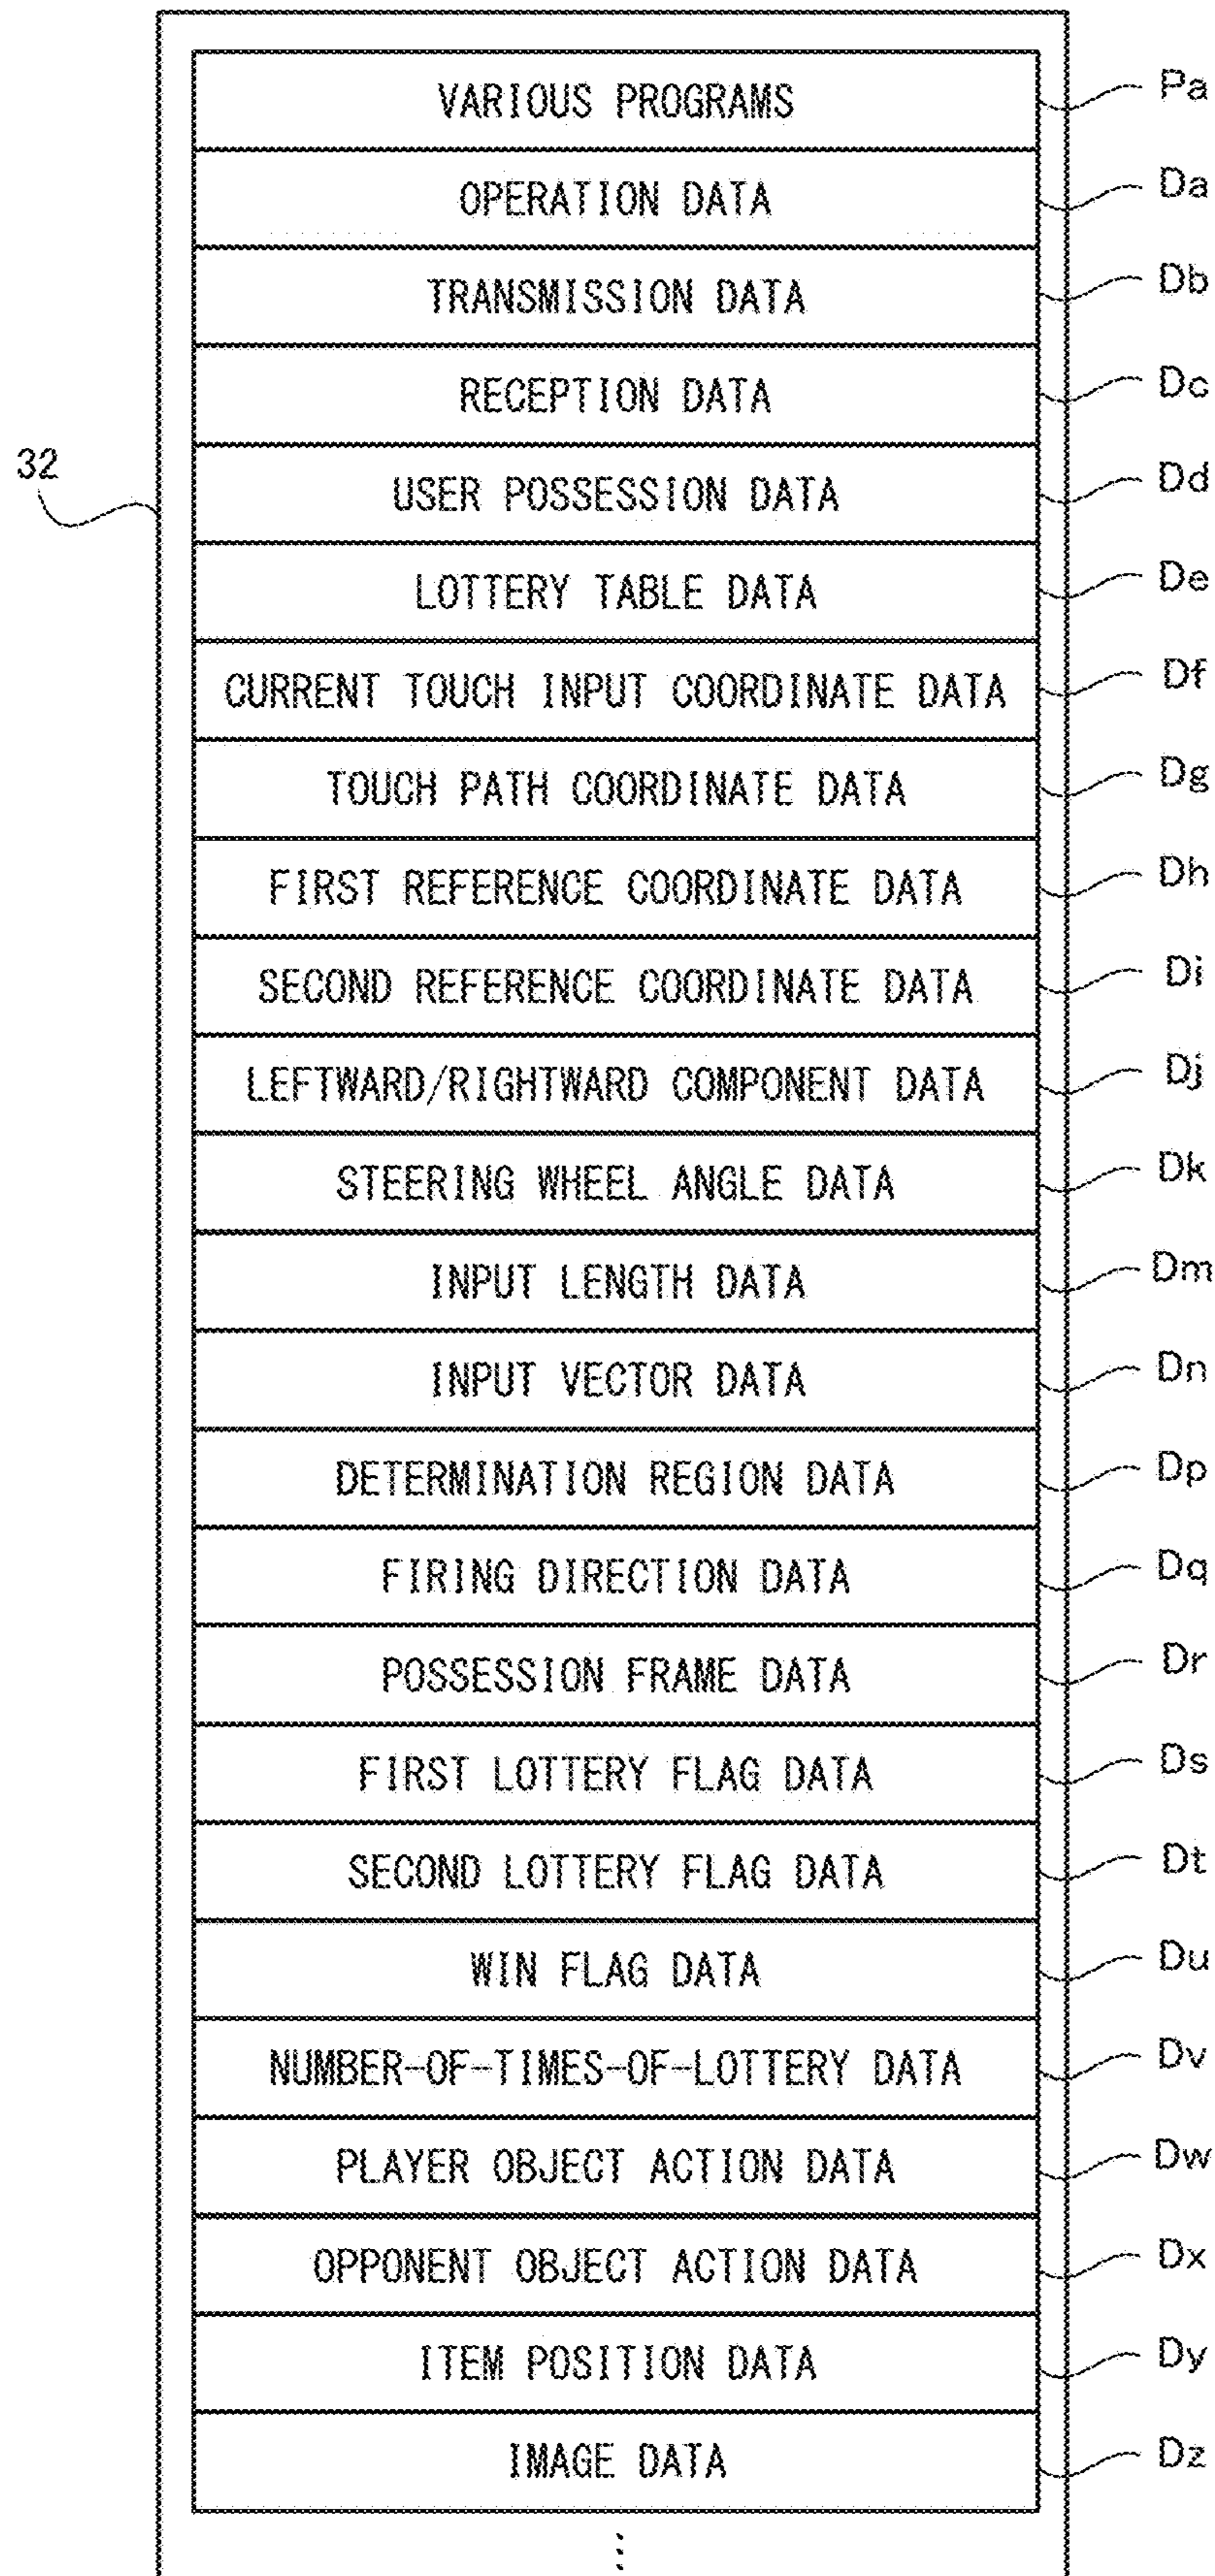 VARIOUS PROGRAMS Pa
OPERATION DATA Da
TRANSMISSION DATA Db
RECEPTION DATA Dc
32
USER POSSESSION DATA Dd
LOTTERY TABLE DATA De
CURRENT TOUCH INPUT COORDINATE DATA Df
TOUCH PATH COORDINATE DATA Dg
FIRST REFERENCE COORDINATE DATA Dh
SECOND REFERENCE COORDINATE DATA Di
LEFTWARD/RIGHTWARD COMPONENT DATA Dj
STEERING WHEEL ANGLE DATA Dk
INPUT LENGTH DATA Dm
INPUT VECTOR DATA Dn
DETERMINATION REGION DATA Dp
FIRING DIRECTION DATA Dq
POSSESSION FRAME DATA Dr
FIRST LOTTERY FLAG DATA Ds
SECOND LOTTERY FLAG DATA Dt
WIN FLAG DATA Du
NUMBER-OF-TIMES-OF-LOTTERY DATA Dv
PLAYER OBJECT ACTION DATA Dw
OPPONENT OBJECT ACTION DATA Dx
ITEM POSITION DATA Dy
IMAGE DATA Dz